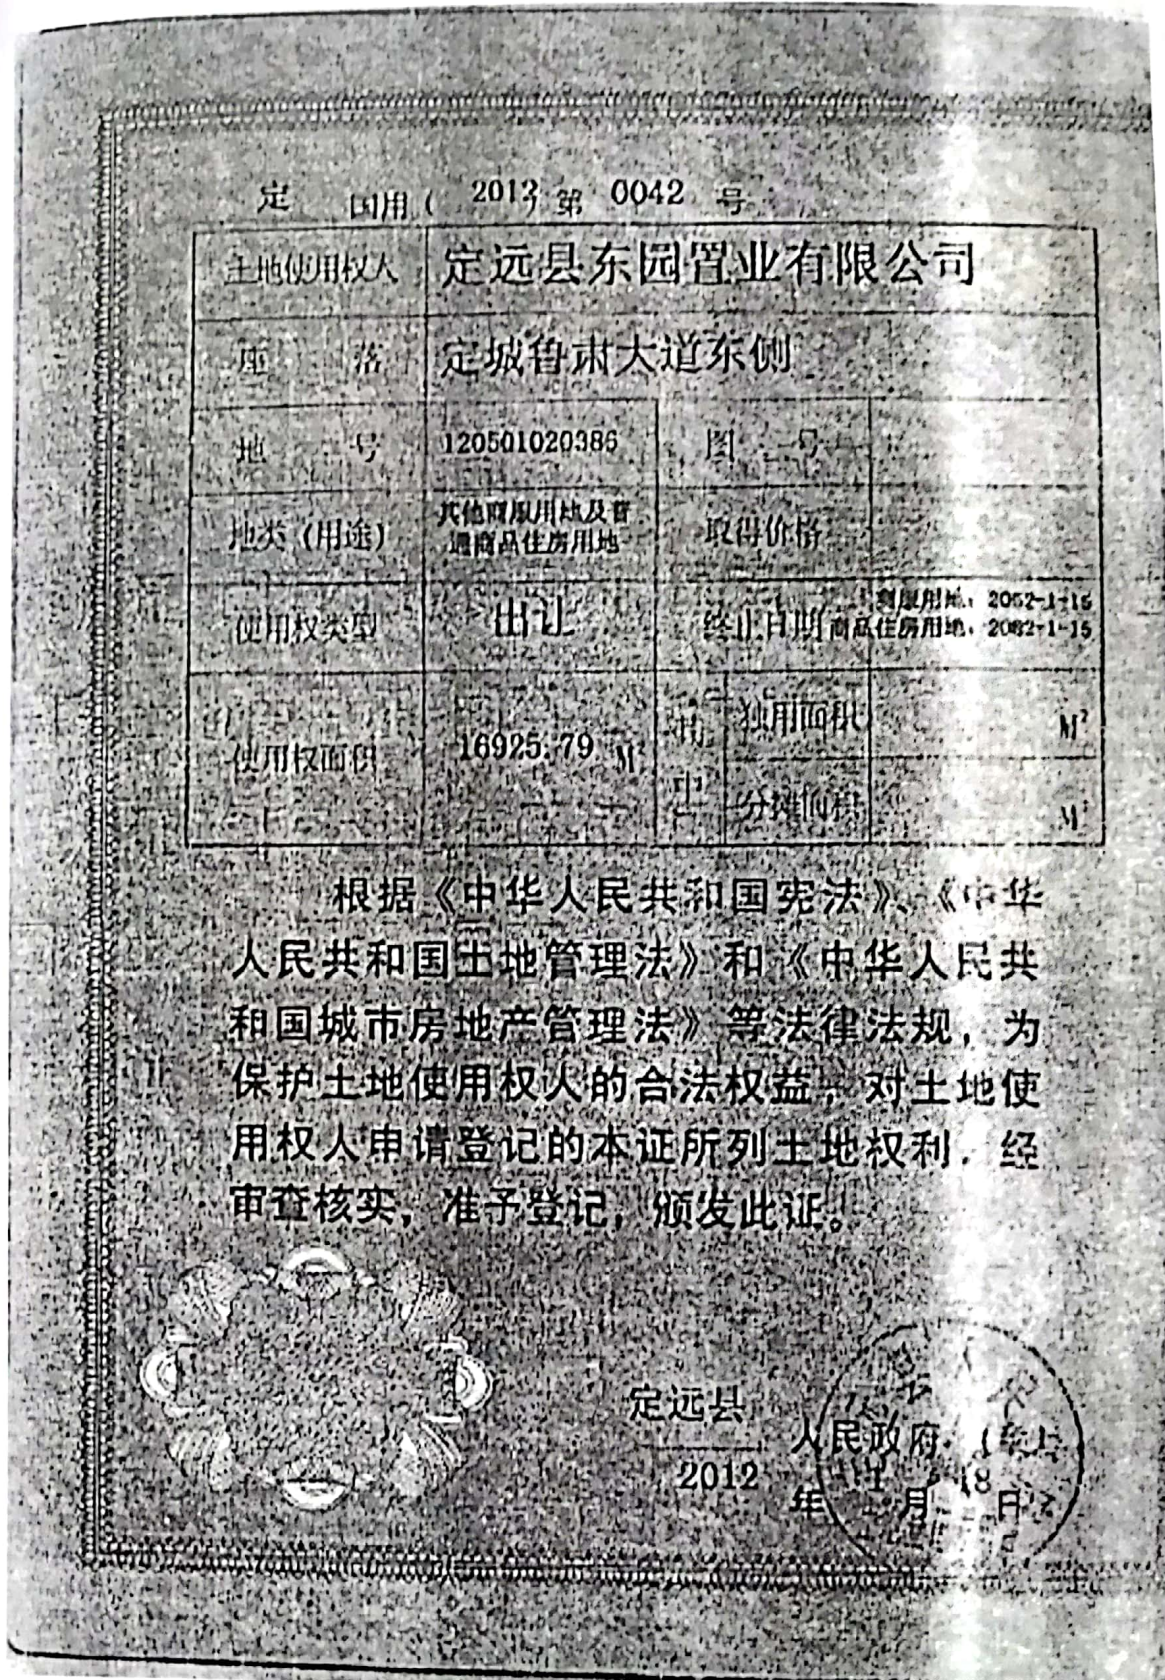 定 国用( 2012) 第 0042 号
土地使用权人 定远县东园置业有限公司
座 落 定城鲁肃大道东侧
地 号 120501020386 图 号
地类(用途) 其他商服用地及普
通商品住房用地 取得价格
使用权类型 出让 终止日期 商服用地:2052-1-15
商品住房用地:2082-1-15
使用权面积 16925.79 M² 其中 独用面积 M²
分摊面积 M²
根据《中华人民共和国宪法》、《中华
人民共和国土地管理法》和《中华人民共
和国城市房地产管理法》等法律法规,为
保护土地使用权人的合法权益,对土地使
用权人申请登记的本证所列土地权利,经
审查核实,准予登记,颁发此证。
定远县
人民政府(章)
2012 年 1 月 18 日